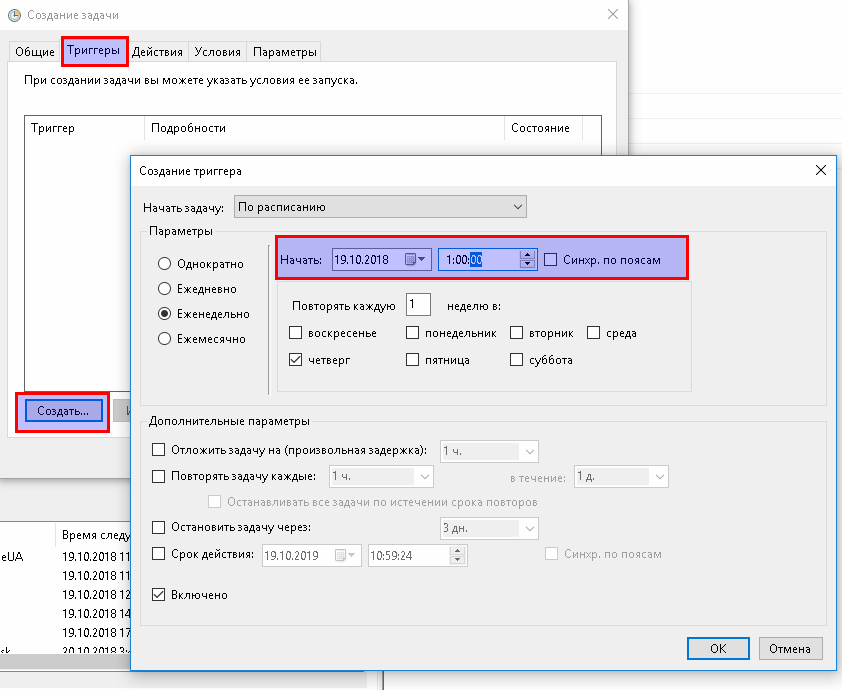 Создание задачи
Общие Триггеры Действия Условия Параметры
При создании задачи вы можете указать условия ее запуска.
Триггер Подробности Состояние
Создание триггера
Начать задачу: По расписанию
Параметры
Начать: 19.10.2018 1:00:00 Синхр. по поясам
Однократно
Ежедневно
Еженедельно
Ежемесячно
Повторять каждую 1 неделю в:
воскресенье понедельник вторник среда
четверг пятница суббота
Создать...
Дополнительные параметры
Отложить задачу на (произвольная задержка): 1 ч.
Повторять задачу каждые: 1 ч. в течение: 1 д.
Останавливать все задачи по истечении срока повторов
Остановить задачу через: 3 дн.
Срок действия: 19.10.2019 10:59:24 Синхр. по поясам
Включено
OK Отмена
Время следу
eUA 19.10.2018 11
19.10.2018 11
19.10.2018 12
19.10.2018 14
19.10.2018 17
sk 20.10.2018 3: